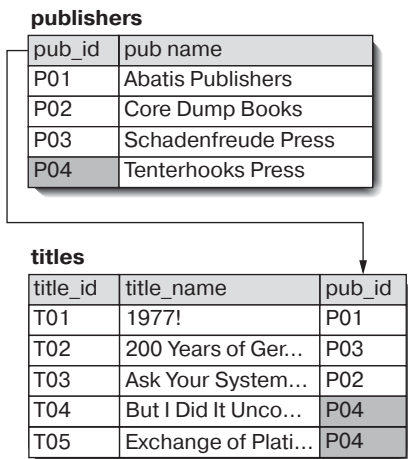 publishers
pub_id pub name
P01 Abatis Publishers
P02 Core Dump Books
P03 Schadenfreude Press
P04 Tenterhooks Press
titles
title_id title_name pub_id
T01 1977! P01
T02 200 Years of Ger... P03
T03 Ask Your System... P02
T04 But I Did It Unco... P04
T05 Exchange of Plati... P04